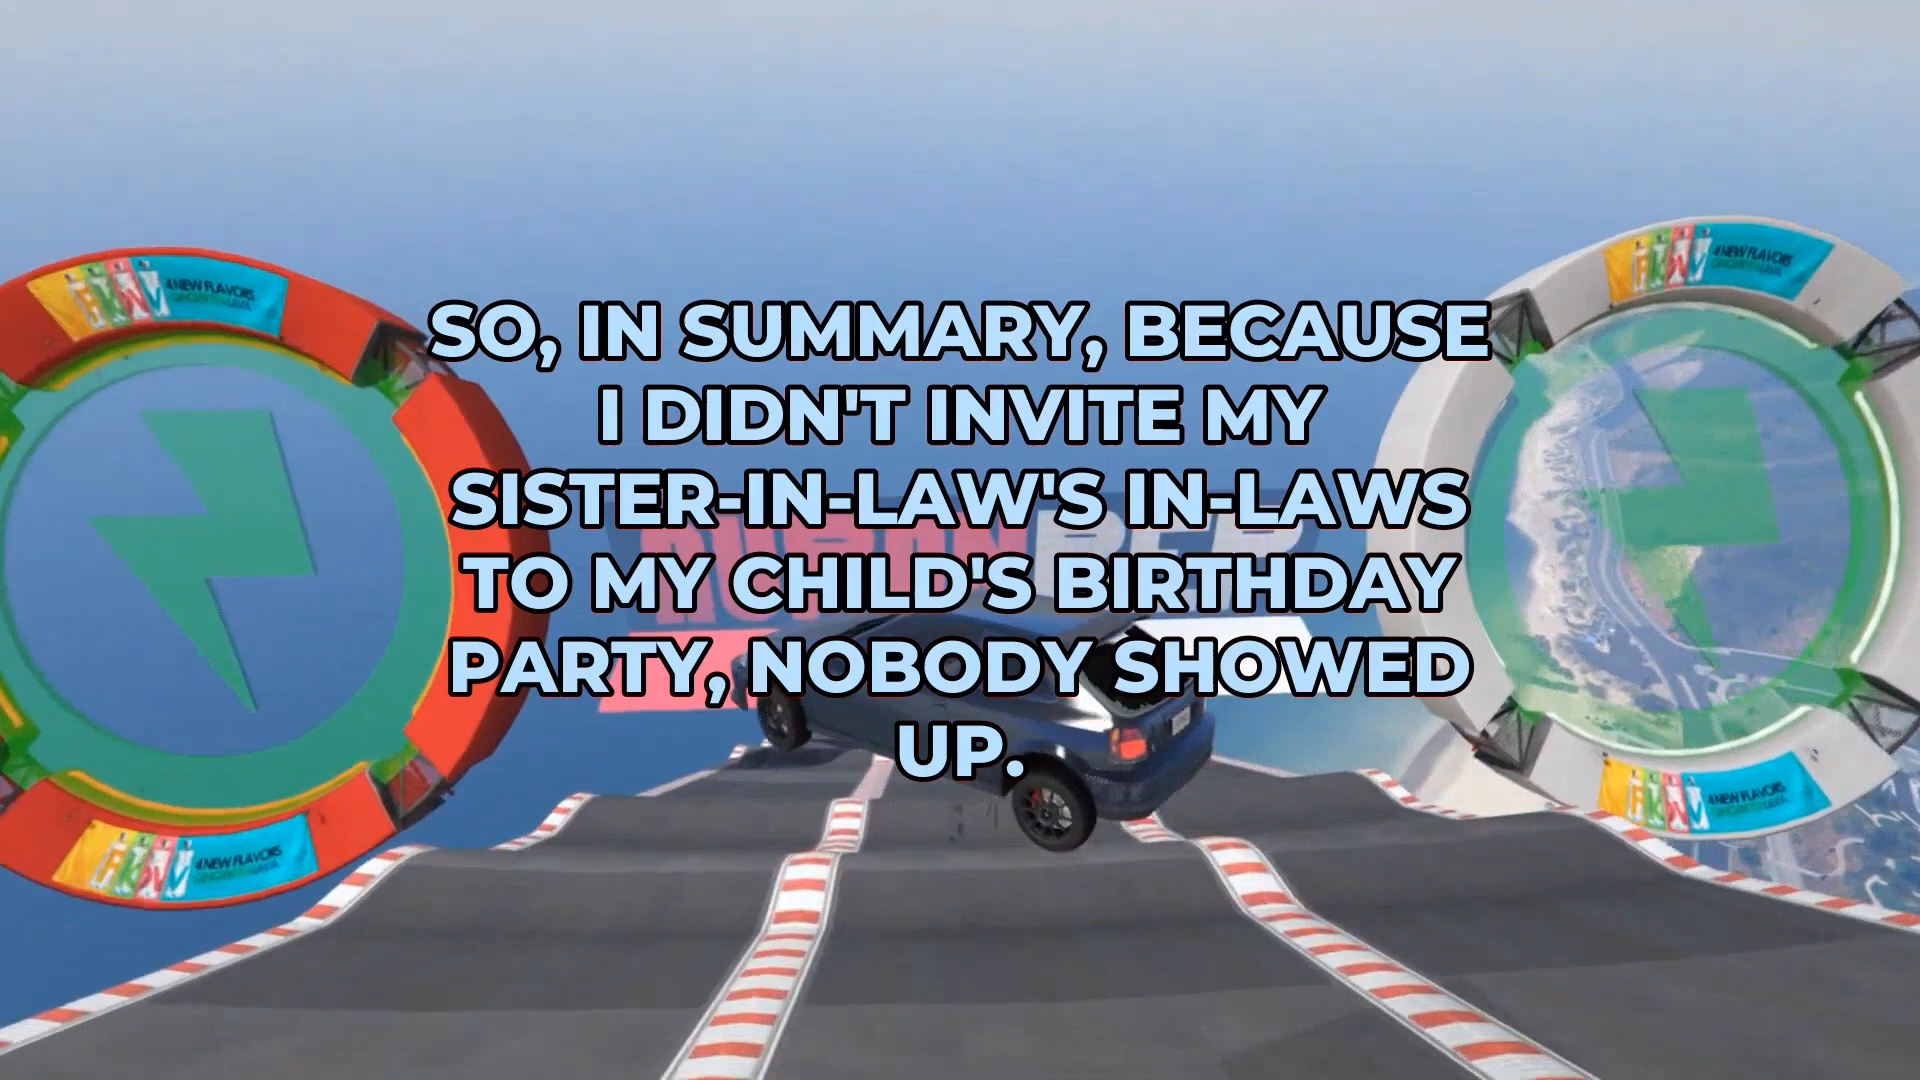 SO, IN SUMMARY, BECAUSE
I DIDN'T INVITE MY
SISTER-IN-LAW'S IN-LAWS
TO MY CHILD'S BIRTHDAY
PARTY, NOBODY SHOWED
UP.
4 NEW FLAVORS
4 NEW FLAVORS
4 NEW FLAVORS
4 NEW FLAVORS